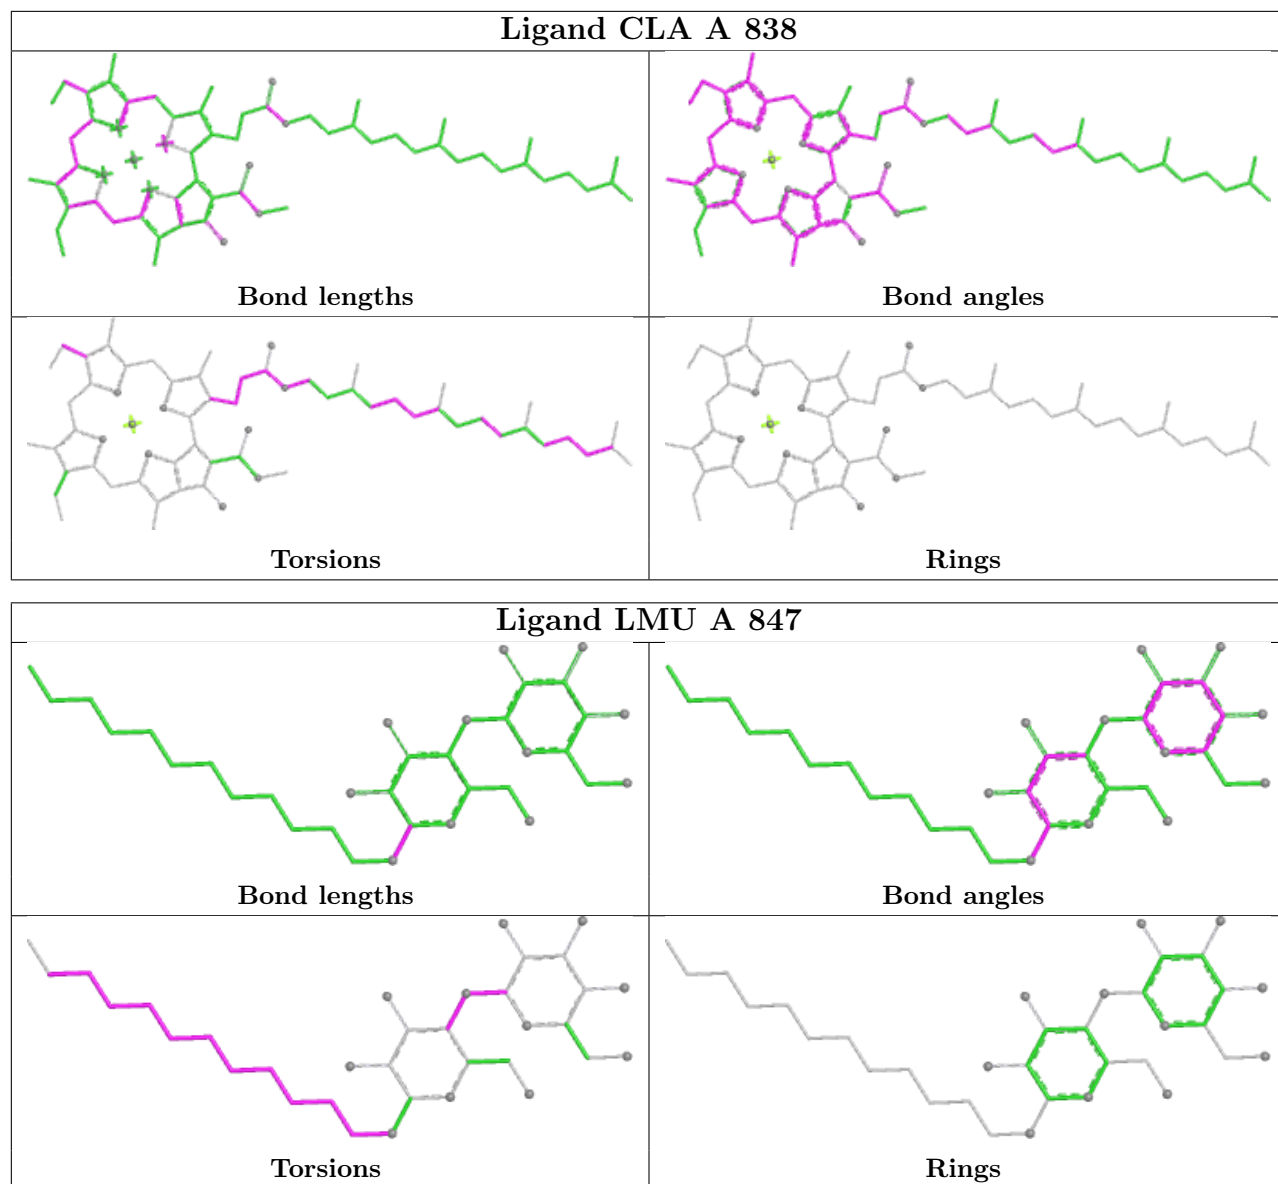 Ligand CLA A 838
Bond lengths
Bond angles
Torsions
Rings
Ligand LMU A 847
Bond lengths
Bond angles
Torsions
Rings